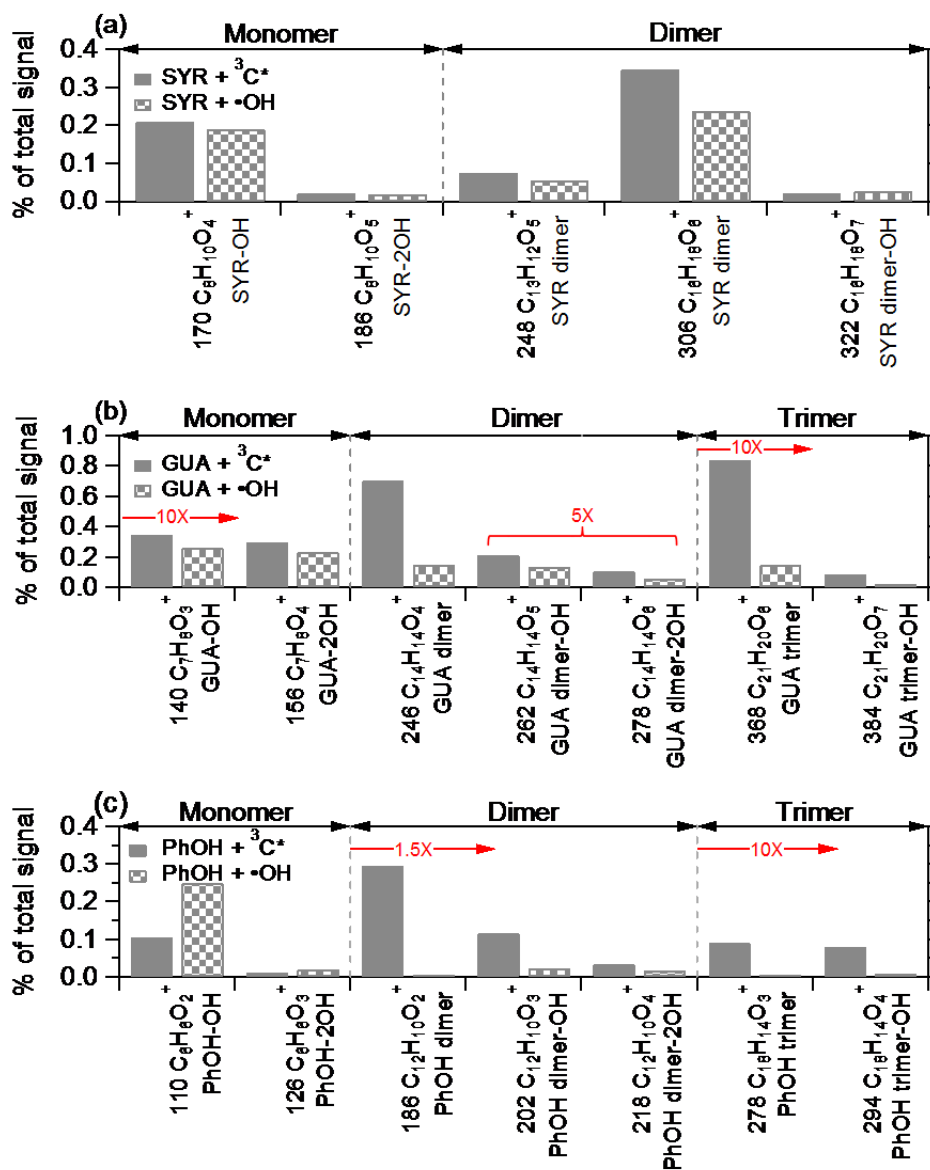 (a)
Monomer Dimer
SYR + ³C*
SYR + •OH
% of total signal
0.4
0.3
0.2
0.1
0.0
170 C₈H₁₀O₄⁺
SYR-OH
186 C₈H₁₀O₅⁺
SYR-2OH
248 C₁₃H₁₂O₅⁺
SYR dimer
306 C₁₆H₁₈O₆⁺
SYR dimer
322 C₁₆H₁₈O₇⁺
SYR dimer-OH
(b)
Monomer Dimer Trimer
GUA + ³C*
GUA + •OH
10X
5X
10X
% of total signal
1.0
0.8
0.6
0.4
0.2
0.0
140 C₇H₈O₃⁺
GUA-OH
156 C₇H₈O₄⁺
GUA-2OH
246 C₁₄H₁₄O₄⁺
GUA dimer
262 C₁₄H₁₄O₅⁺
GUA dimer-OH
278 C₁₄H₁₄O₆⁺
GUA dimer-2OH
368 C₂₁H₂₀O₆⁺
GUA trimer
384 C₂₁H₂₀O₇⁺
GUA trimer-OH
(c)
Monomer Dimer Trimer
PhOH + ³C*
PhOH + •OH
1.5X
10X
% of total signal
0.4
0.3
0.2
0.1
0.0
110 C₆H₆O₂⁺
PhOH-OH
126 C₆H₆O₃⁺
PhOH-2OH
186 C₁₂H₁₀O₂⁺
PhOH dimer
202 C₁₂H₁₀O₃⁺
PhOH dimer-OH
218 C₁₂H₁₀O₄⁺
PhOH dimer-2OH
278 C₁₈H₁₄O₃⁺
PhOH trimer
294 C₁₈H₁₄O₄⁺
PhOH trimer-OH